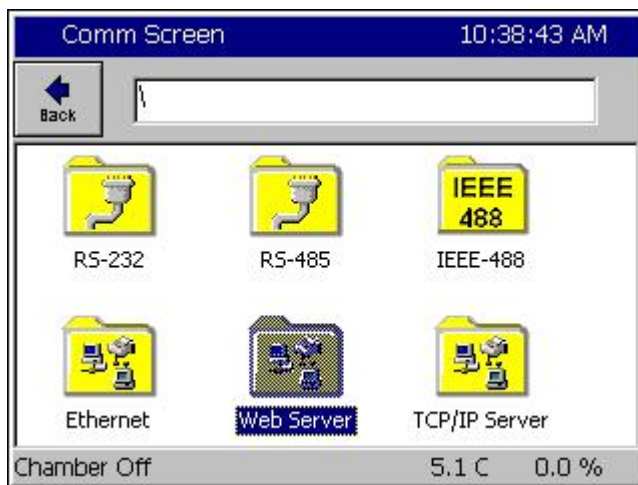 Comm Screen 10:38:43 AM
Back \
IEEE
488
RS-232 RS-485 IEEE-488
Ethernet Web Server TCP/IP Server
Chamber Off 5.1 C 0.0 %